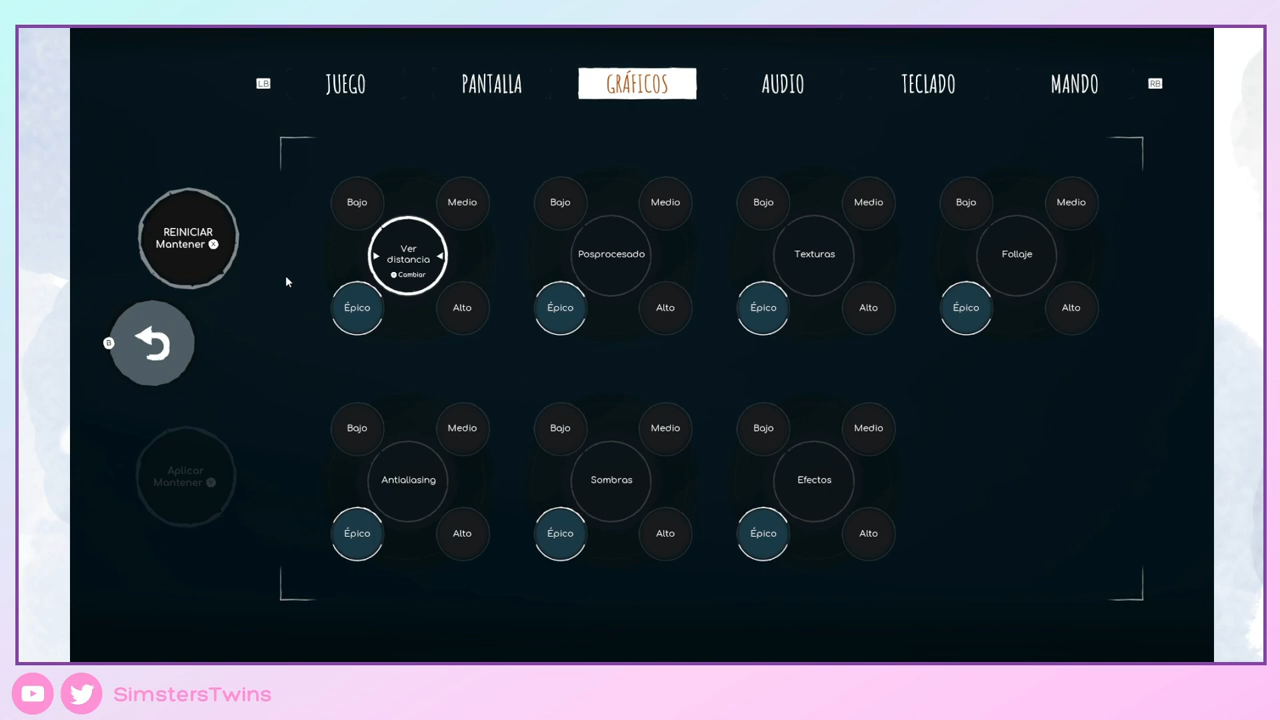 LB
JUEGO
PANTALLA
GRÁFICOS
AUDIO
TECLADO
MANDO
RB
REINICIAR
Mantener X
B
Aplicar
Mantener Y
Bajo
Medio
Ver
distancia
Cambiar
Épico
Alto
Bajo
Medio
Posprocesado
Épico
Alto
Bajo
Medio
Texturas
Épico
Alto
Bajo
Medio
Follaje
Épico
Alto
Bajo
Medio
Antialiasing
Épico
Alto
Bajo
Medio
Sombras
Épico
Alto
Bajo
Medio
Efectos
Épico
Alto
SimstersTwins